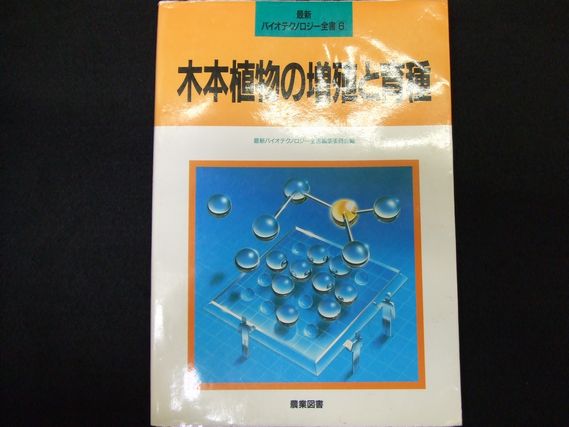 最新
バイオテクノロジー全書 6
木本植物の増殖と育種
最新バイオテクノロジー全書編集委員会編
農業図書